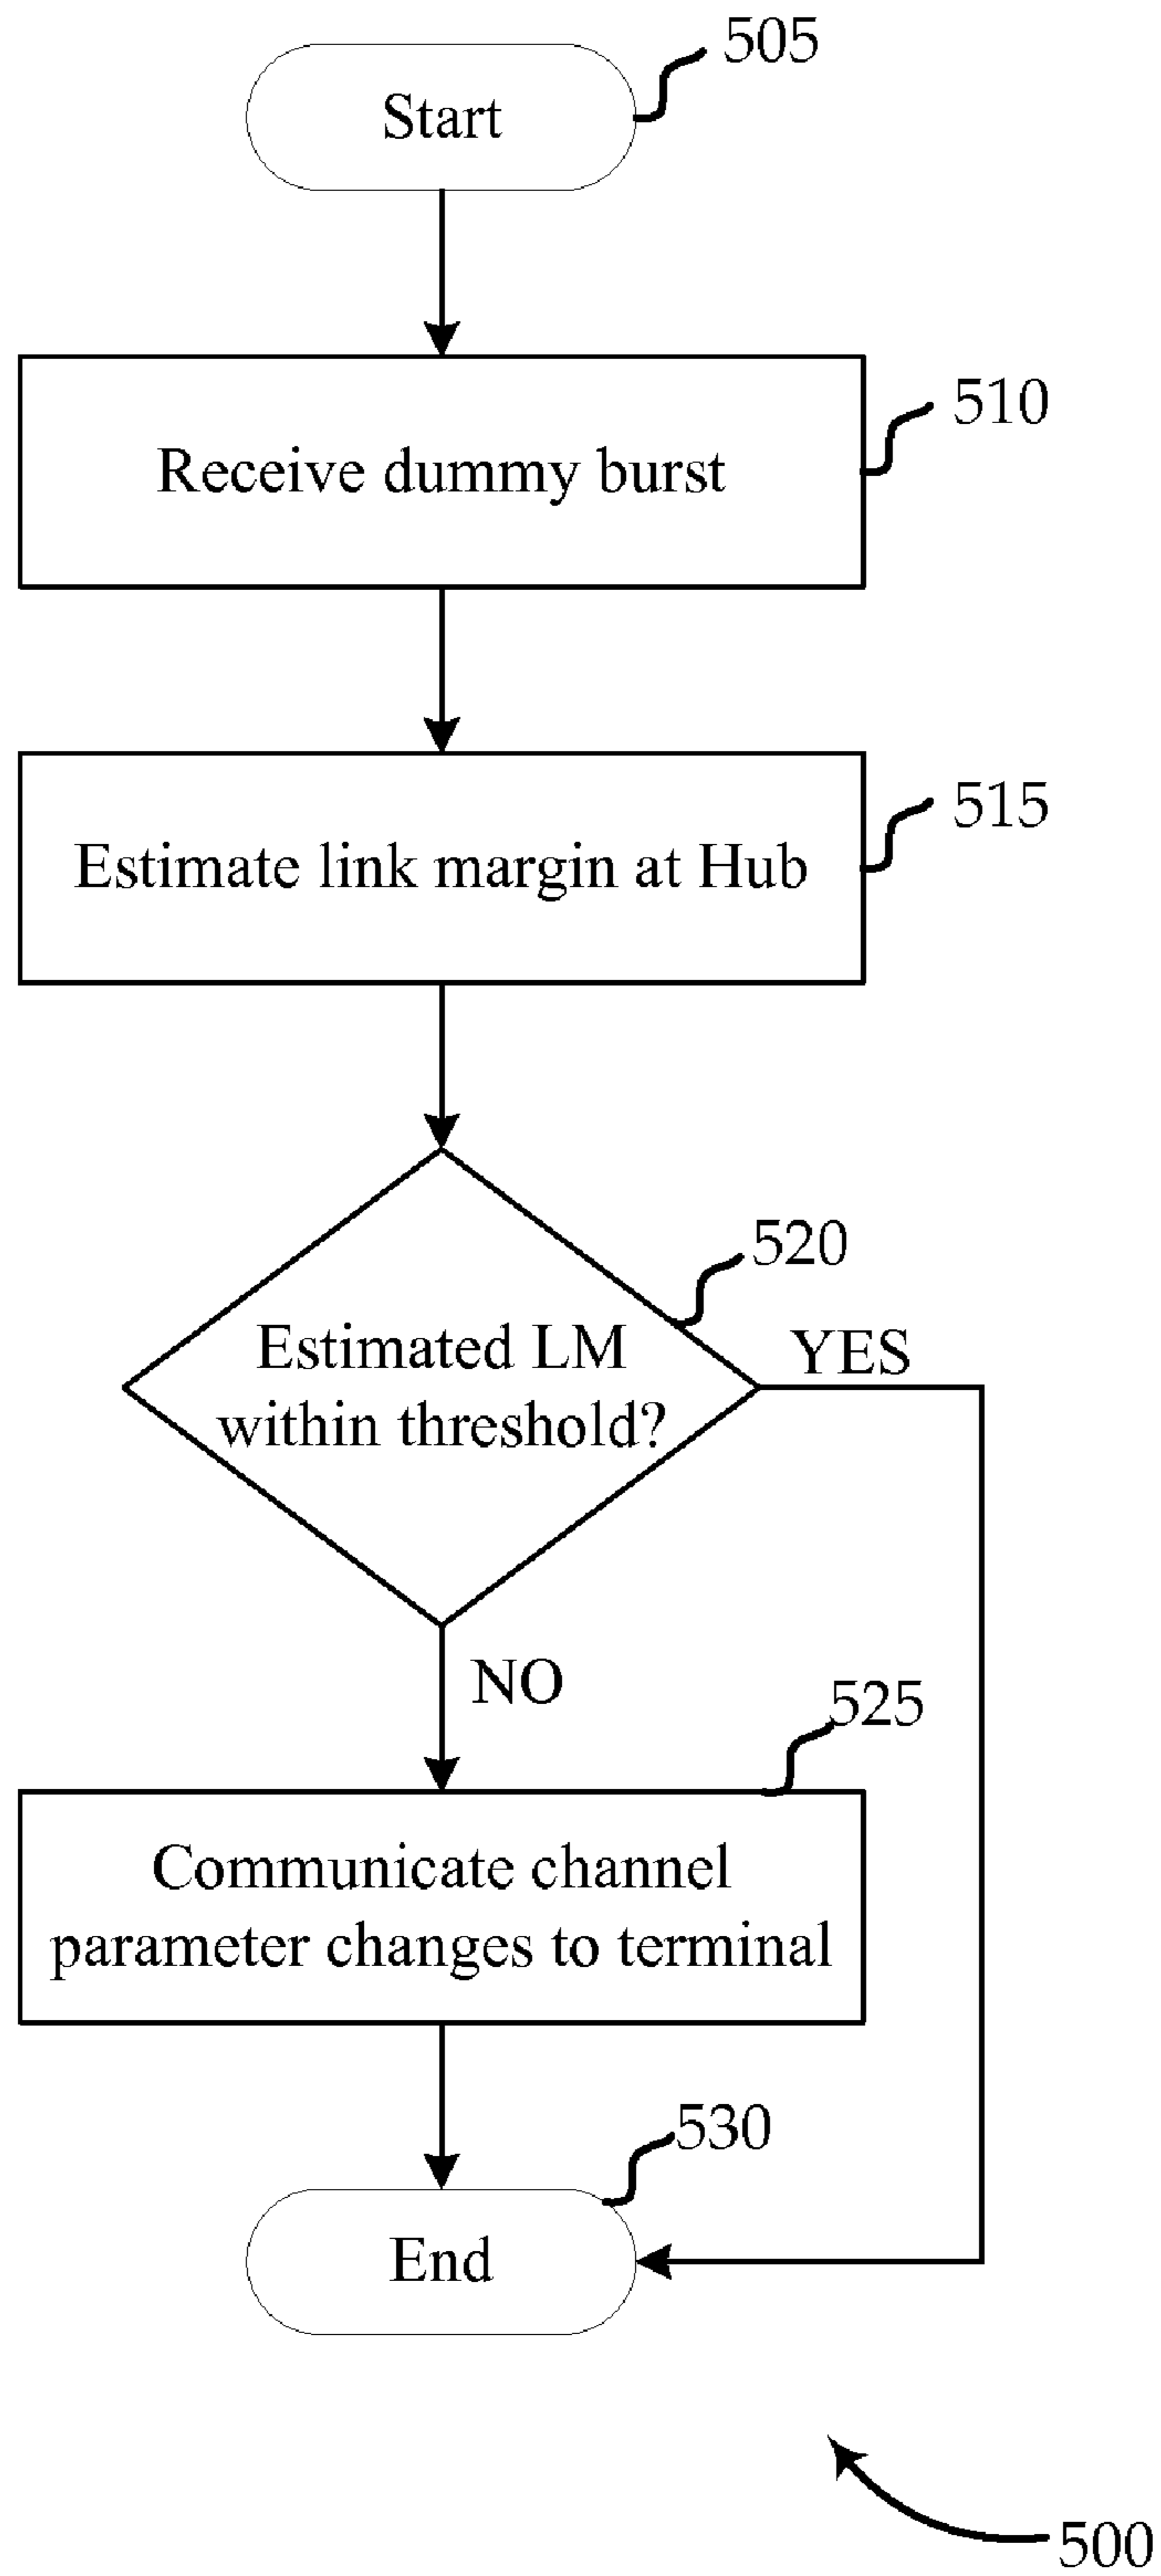 505
Start
510
Receive dummy burst
515
Estimate link margin at Hub
520
Estimated LM
within threshold?
YES
NO
525
Communicate channel
parameter changes to terminal
530
End
500